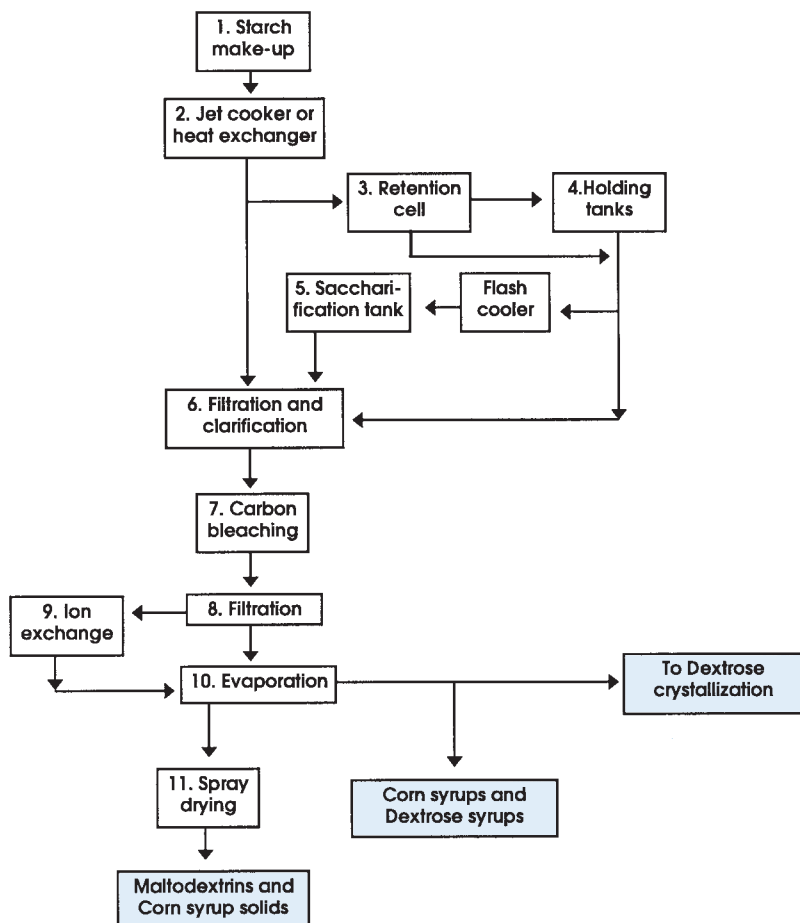 1. Starch
make-up
2. Jet cooker or
heat exchanger
3. Retention
cell
4.Holding
tanks
5. Sacchari-
fication tank
Flash
cooler
6. Filtration and
clarification
7. Carbon
bleaching
8. Filtration
9. Ion
exchange
10. Evaporation
To Dextrose
crystallization
11. Spray
drying
Corn syrups and
Dextrose syrups
Maltodextrins and
Corn syrup solids